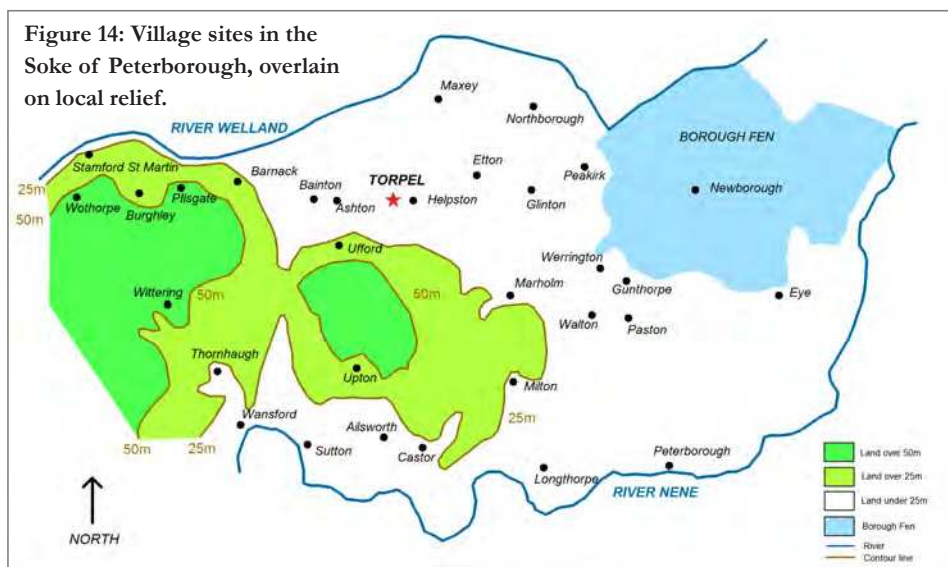 Figure 14: Village sites in the
Soke of Peterborough, overlain
on local relief.
Maxey
Northborough
RIVER WELLAND
BOROUGH FEN
Stamford St Martin
Barnack
Etton
Peakirk
25m
Bainton
TORPEL
Newborough
Wothorpe
Burghley
Pilsgate
Ashton
Helpston
Glinton
50m
Ufford
Werrington
Wittering
50m
50m
Marholm
Gunthorpe
Eye
Walton
Paston
Thornhaugh
Upton
Milton
Wansford
Ailsworth
25m
50m
25m
Sutton
Castor
Peterborough
Longthorpe
RIVER NENE
NORTH
Land over 50m
Land over 25m
Land under 25m
Borough Fen
River
Contour line